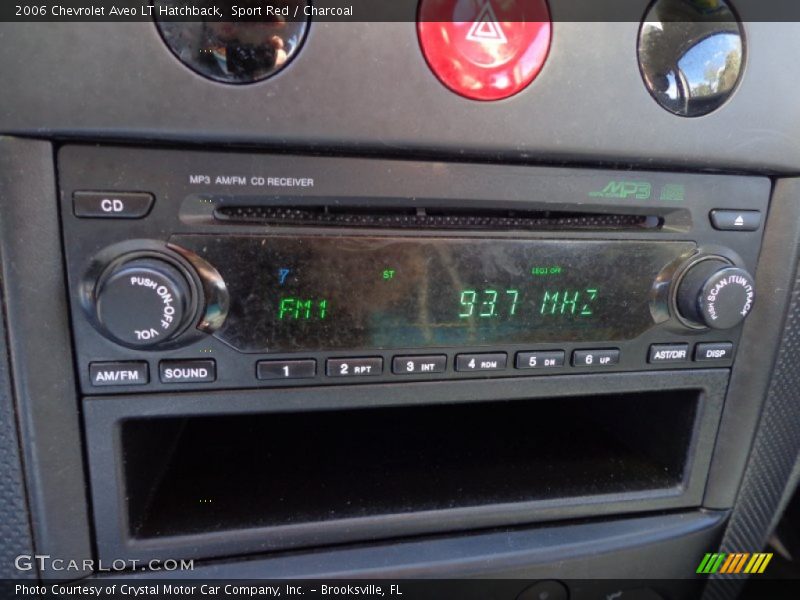 2006 Chevrolet Aveo LT Hatchback, Sport Red / Charcoal
MP3 AM/FM CD RECEIVER
MP3
CD
7
ST
FM1
93.7 MHZ
PUSH ON·OFF
VOL
PUSH SCAN/TUNE/TRACK
AM/FM
SOUND
1
2 RPT
3 INT
4 RDM
5 DN
6 UP
AST/DIR
DISP
GTCARLOT.COM
Photo Courtesy of Crystal Motor Car Company, Inc. – Brooksville, FL